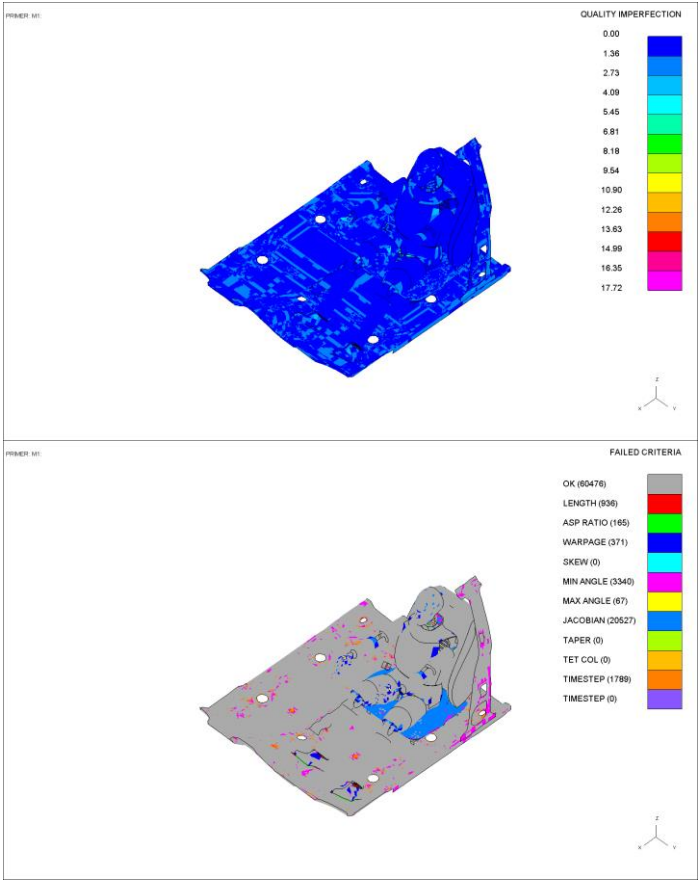 PRIMER: M1:
QUALITY IMPERFECTION
0.00
1.36
2.73
4.09
5.45
6.81
8.18
9.54
10.90
12.26
13.63
14.99
16.35
17.72
Z
X
Y
PRIMER: M1:
FAILED CRITERIA
OK (60476)
LENGTH (936)
ASP RATIO (165)
WARPAGE (371)
SKEW (0)
MIN ANGLE (3340)
MAX ANGLE (67)
JACOBIAN (20527)
TAPER (0)
TET COL (0)
TIMESTEP (1789)
TIMESTEP (0)
Z
X
Y